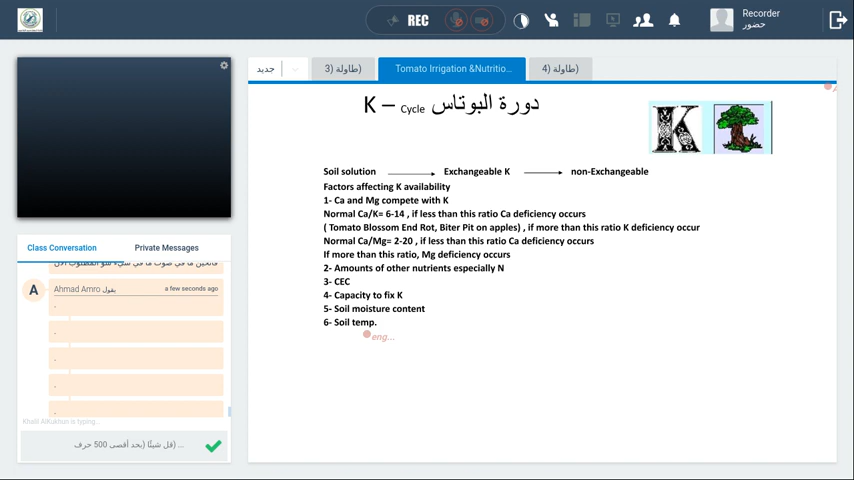 REC
Recorder
حضور
جديد
طاولة 3)
Tomato Irrigation &Nutritio...
طاولة 4)
دورة البوتاس K – Cycle
K
Soil solution Exchangeable K non-Exchangeable
Factors affecting K availability
1- Ca and Mg compete with K
Normal Ca/K= 6-14 , if less than this ratio Ca deficiency occurs
( Tomato Blossom End Rot, Biter Pit on apples) , if more than this ratio K deficiency occur
Normal Ca/Mg= 2-20 , if less than this ratio Ca deficiency occurs
If more than this ratio, Mg deficiency occurs
2- Amounts of other nutrients especially N
3- CEC
4- Capacity to fix K
5- Soil moisture content
6- Soil temp.
eng...
Class Conversation
Private Messages
A
Ahmad Amro يقول
a few seconds ago
.
.
.
.
.
Khalil AlKukhun is typing...
... (قل شيئًا (بحد أقصى 500 حرف